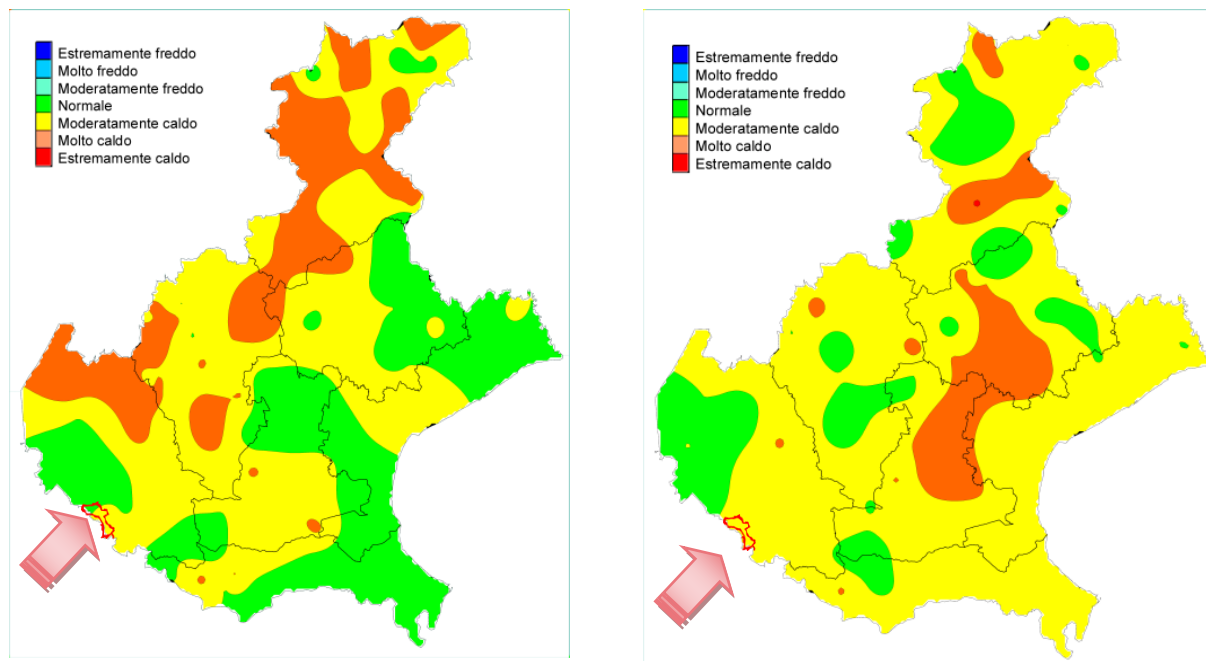 Estremamente freddo
Molto freddo
Moderatamente freddo
Normale
Moderatamente caldo
Molto caldo
Estremamente caldo
Estremamente freddo
Molto freddo
Moderatamente freddo
Normale
Moderatamente caldo
Molto caldo
Estremamente caldo